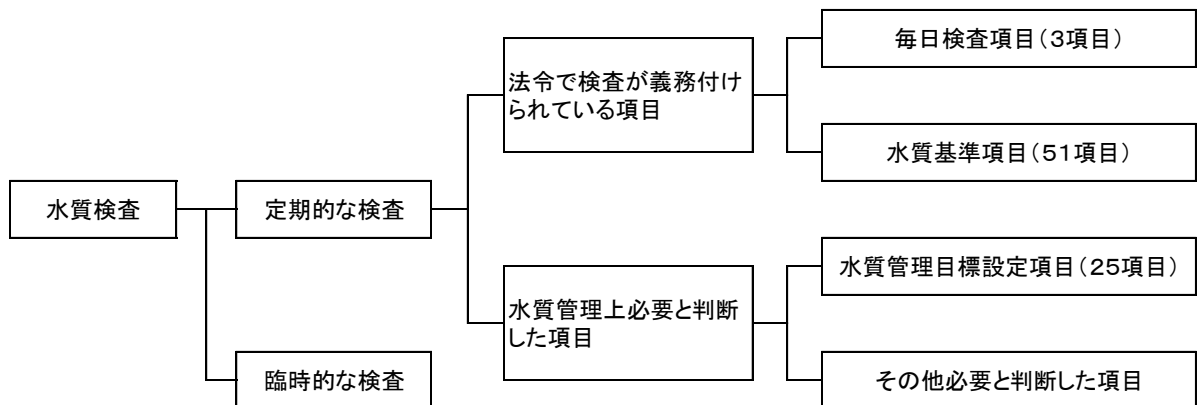 水質検査
定期的な検査
臨時的な検査
法令で検査が義務付け
られている項目
水質管理上必要と判断
した項目
毎日検査項目(3項目)
水質基準項目(51項目)
水質管理目標設定項目(25項目)
その他必要と判断した項目